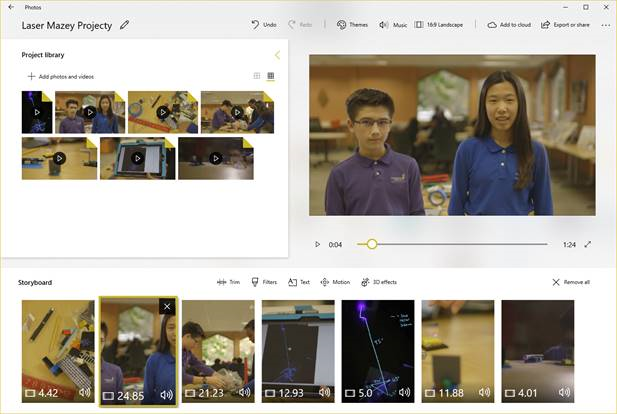 Photos
Laser Mazey Projecty
Undo
Redo
Themes
Music
16:9 Landscape
Add to cloud
Export or share
Project library
Add photos and videos
0:04
1:24
Storyboard
Trim
Filters
Text
Motion
3D effects
Remove all
4.42
24.85
21.23
12.93
5.0
11.88
4.01